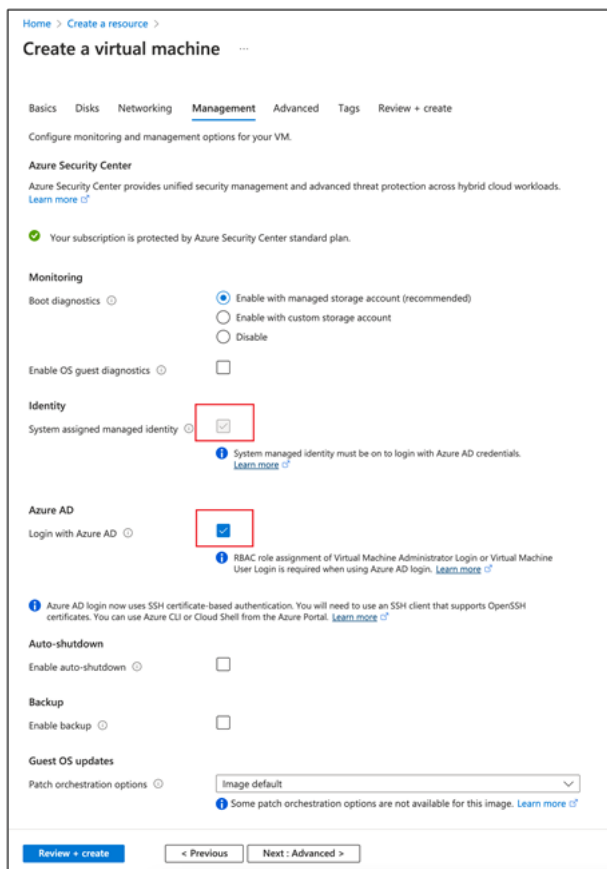 Home > Create a resource >
Create a virtual machine ...
Basics Disks Networking Management Advanced Tags Review + create
Configure monitoring and management options for your VM.
Azure Security Center
Azure Security Center provides unified security management and advanced threat protection across hybrid cloud workloads.
Learn more
Your subscription is protected by Azure Security Center standard plan.
Monitoring
Boot diagnostics
Enable with managed storage account (recommended)
Enable with custom storage account
Disable
Enable OS guest diagnostics
Identity
System assigned managed identity
System managed identity must be on to login with Azure AD credentials.
Learn more
Azure AD
Login with Azure AD
RBAC role assignment of Virtual Machine Administrator Login or Virtual Machine
User Login is required when using Azure AD login. Learn more
Azure AD login now uses SSH certificate-based authentication. You will need to use an SSH client that supports OpenSSH
certificates. You can use Azure CLI or Cloud Shell from the Azure Portal. Learn more
Auto-shutdown
Enable auto-shutdown
Backup
Enable backup
Guest OS updates
Patch orchestration options
Image default
Some patch orchestration options are not available for this image. Learn more
Review + create < Previous Next : Advanced >